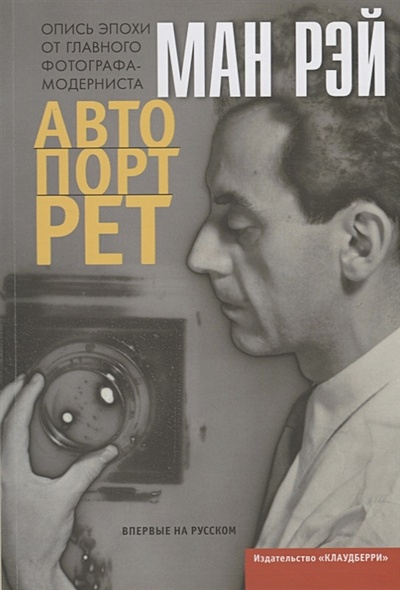 ОПИСЬ ЭПОХИ
ОТ ГЛАВНОГО
ФОТОГРАФА-
МОДЕРНИСТА
МАН РЭЙ
АВТО
ПОРТ
РЕТ
ВПЕРВЫЕ НА РУССКОМ
Издательство «КЛАУДБЕРРИ»